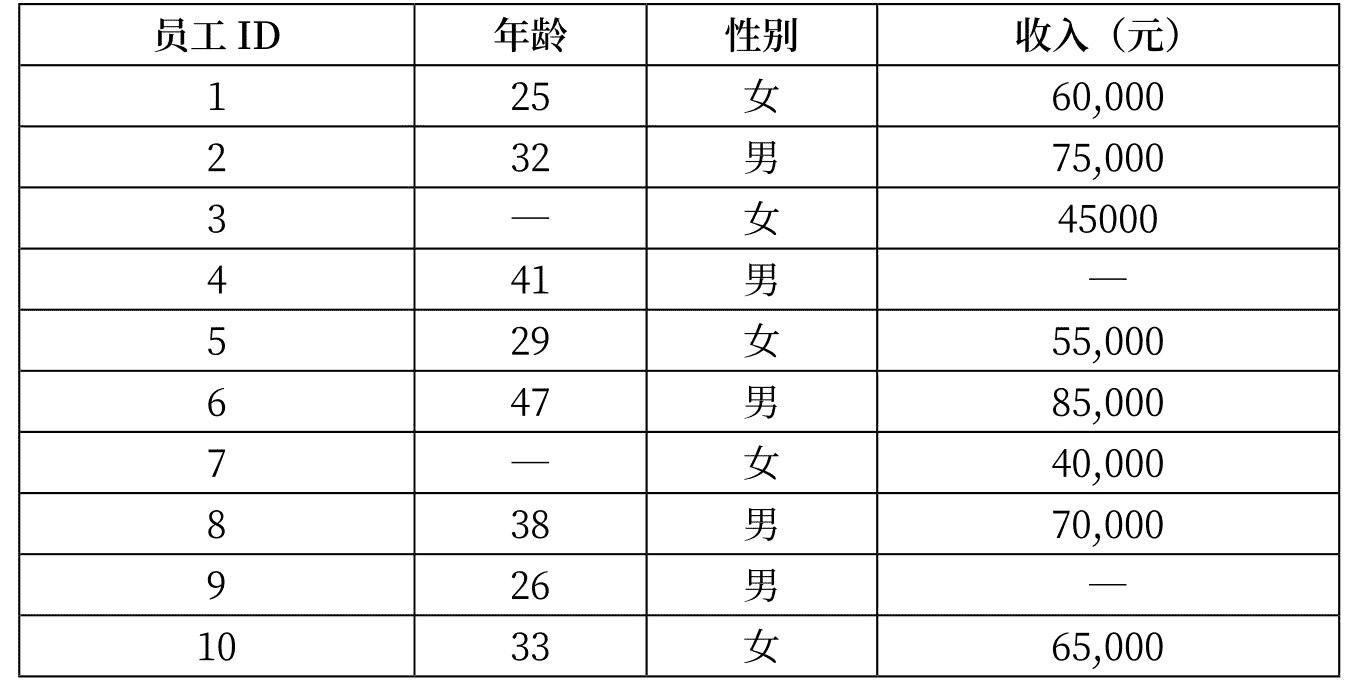 员工 ID 年龄 性别 收入（元）
1 25 女 60,000
2 32 男 75,000
3 — 女 45000
4 41 男 —
5 29 女 55,000
6 47 男 85,000
7 — 女 40,000
8 38 男 70,000
9 26 男 —
10 33 女 65,000